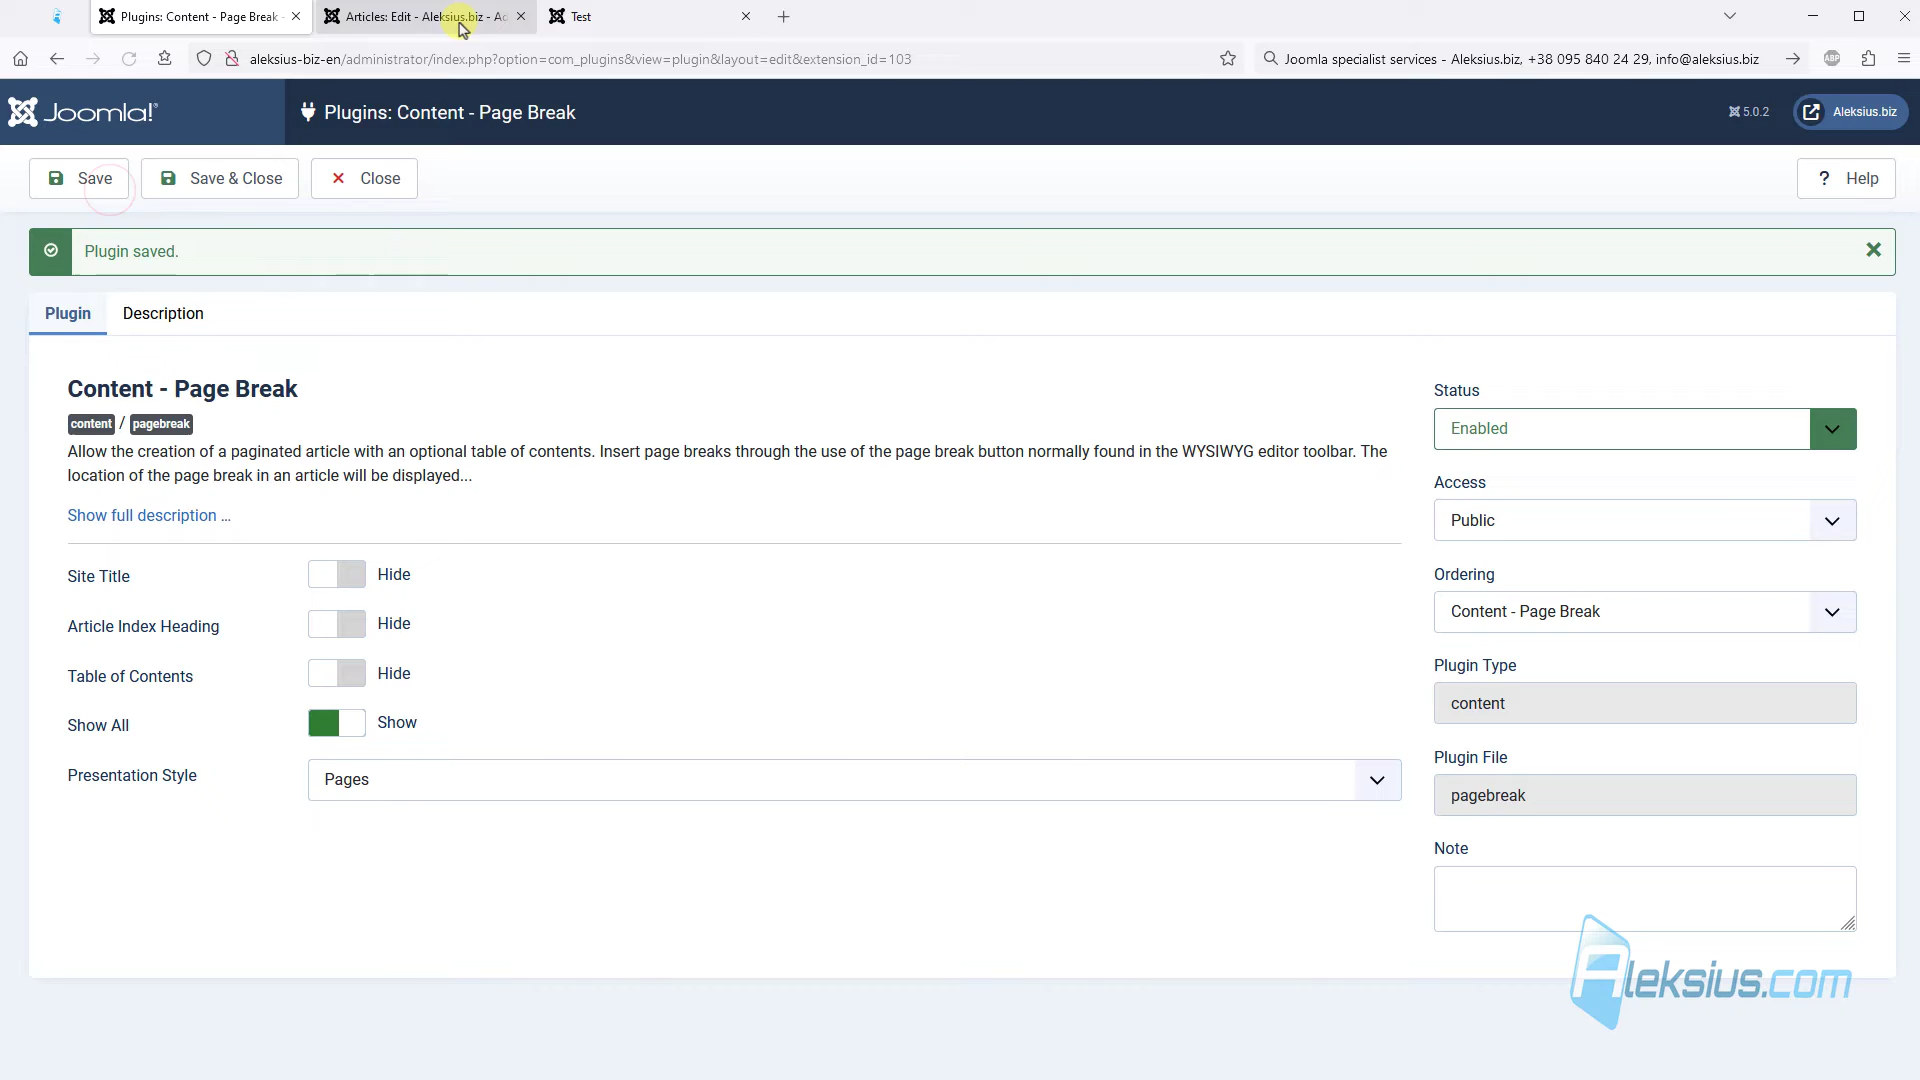 Plugins: Content - Page Break -
Articles: Edit - Aleksius.biz - Ad
Test
aleksius-biz-en/administrator/index.php?option=com_plugins&view=plugin&layout=edit&extension_id=103
Joomla specialist services - Aleksius.biz, +38 095 840 24 29, info@aleksius.biz
ABP
Joomla!®
Plugins: Content - Page Break
5.0.2
Aleksius.biz
Save
Save & Close
Close
? Help
Plugin saved.
Plugin
Description
Content - Page Break
content / pagebreak
Allow the creation of a paginated article with an optional table of contents. Insert page breaks through the use of the page break button normally found in the WYSIWYG editor toolbar. The
location of the page break in an article will be displayed...
Show full description ...
Site Title
Hide
Article Index Heading
Hide
Table of Contents
Hide
Show All
Show
Presentation Style
Pages
Status
Enabled
Access
Public
Ordering
Content - Page Break
Plugin Type
content
Plugin File
pagebreak
Note
Aleksius.com